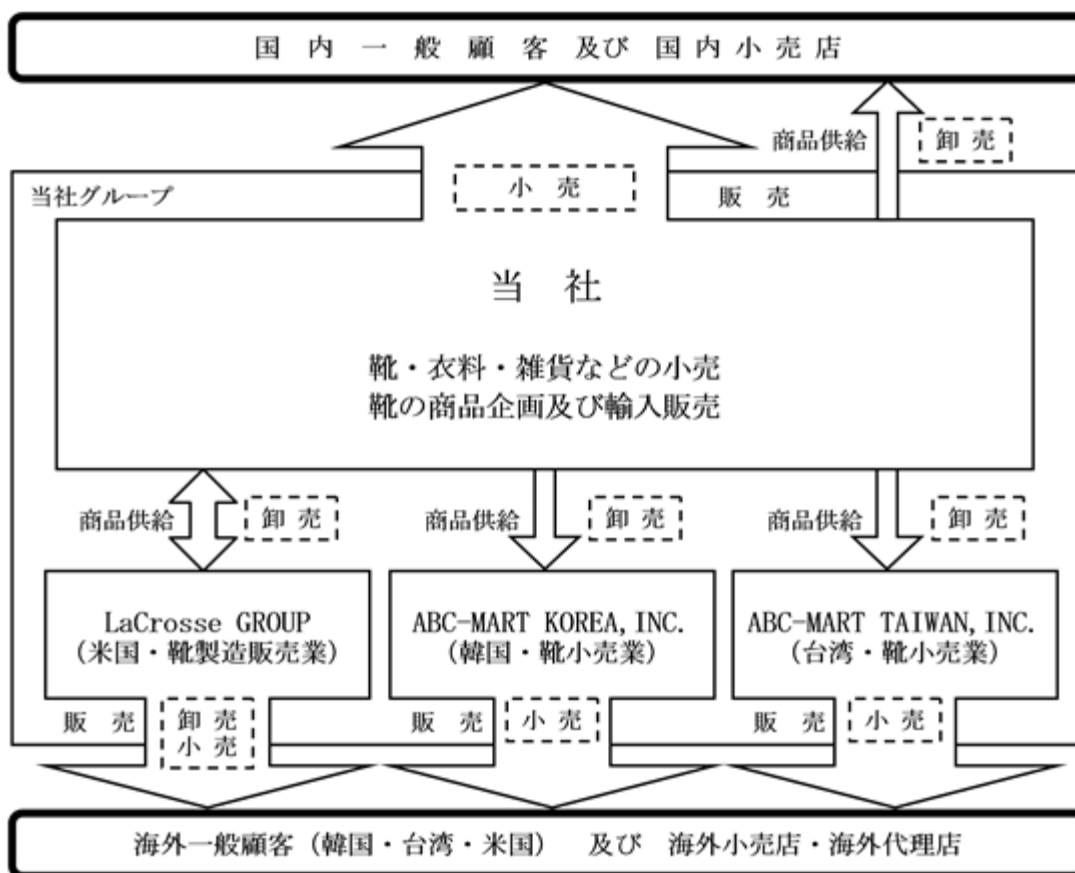 国内一般顧客及び国内小売店
商品供給
卸売
当社グループ
小売
販売
当社
靴・衣料・雑貨などの小売
靴の商品企画及び輸入販売
商品供給
卸売
商品供給
卸売
商品供給
卸売
LaCrosse GROUP
(米国・靴製造販売業)
ABC-MART KOREA, INC.
(韓国・靴小売業)
ABC-MART TAIWAN, INC.
(台湾・靴小売業)
販売
卸売
小売
販売
小売
販売
小売
海外一般顧客(韓国・台湾・米国) 及び 海外小売店・海外代理店